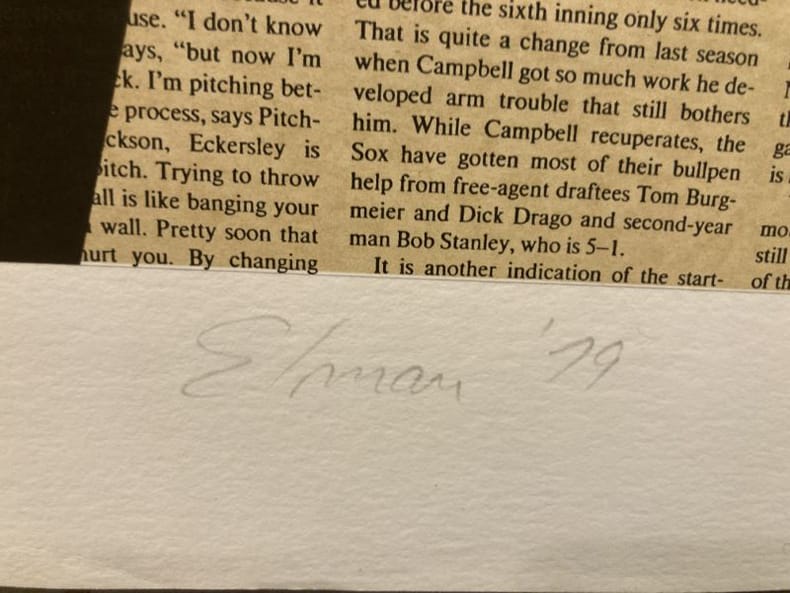 use. “I don’t know
ays, “but now I’m
ck. I’m pitching bet-
e process, says Pitch-
ckson, Eckersley is
pitch. Trying to throw
all is like banging your
wall. Pretty soon that
hurt you. By changing
ed before the sixth inning only six times.
That is quite a change from last season
when Campbell got so much work he de-
veloped arm trouble that still bothers
him. While Campbell recuperates, the
Sox have gotten most of their bullpen
help from free-agent draftees Tom Burg-
meier and Dick Drago and second-year
man Bob Stanley, who is 5–1.
It is another indication of the start-
ga
is
mo
still
of th
Elman ’79